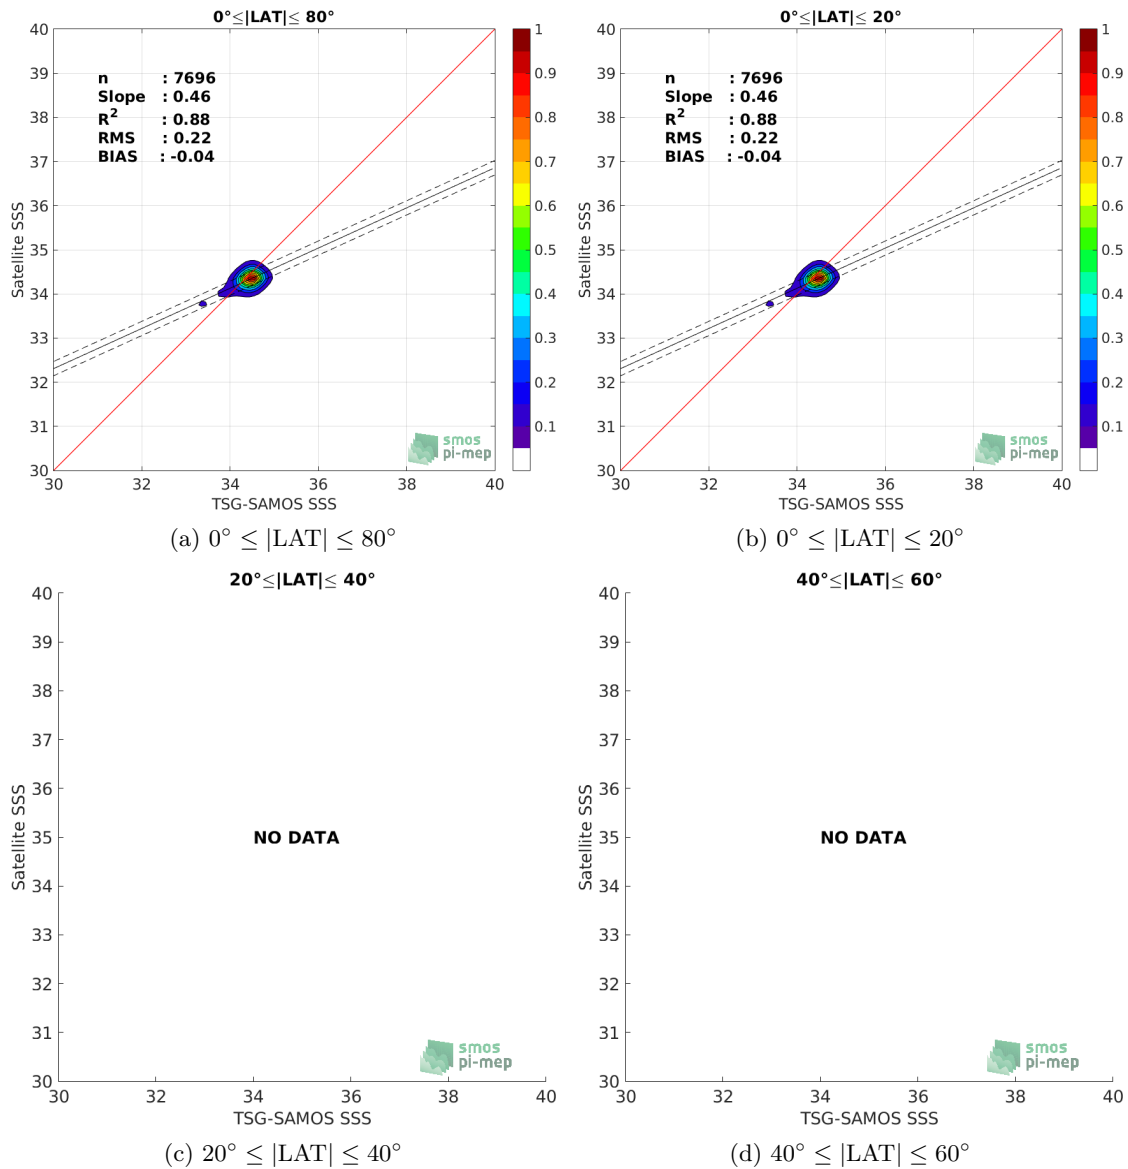 0°≤|LAT|≤ 80°
40
39
38
37
36
35
34
33
32
31
30
Satellite SSS
n : 7696
Slope : 0.46
R² : 0.88
RMS : 0.22
BIAS : -0.04
smos
pi-mep
30 32 34 36 38 40
TSG-SAMOS SSS
1
0.9
0.8
0.7
0.6
0.5
0.4
0.3
0.2
0.1
(a) 0° ≤ |LAT| ≤ 80°
0°≤|LAT|≤ 20°
40
39
38
37
36
35
34
33
32
31
30
Satellite SSS
n : 7696
Slope : 0.46
R² : 0.88
RMS : 0.22
BIAS : -0.04
smos
pi-mep
30 32 34 36 38 40
TSG-SAMOS SSS
1
0.9
0.8
0.7
0.6
0.5
0.4
0.3
0.2
0.1
(b) 0° ≤ |LAT| ≤ 20°
20°≤|LAT|≤ 40°
40
39
38
37
36
35
34
33
32
31
30
Satellite SSS
NO DATA
smos
pi-mep
30 32 34 36 38 40
TSG-SAMOS SSS
(c) 20° ≤ |LAT| ≤ 40°
40°≤|LAT|≤ 60°
40
39
38
37
36
35
34
33
32
31
30
Satellite SSS
NO DATA
smos
pi-mep
30 32 34 36 38 40
TSG-SAMOS SSS
(d) 40° ≤ |LAT| ≤ 60°